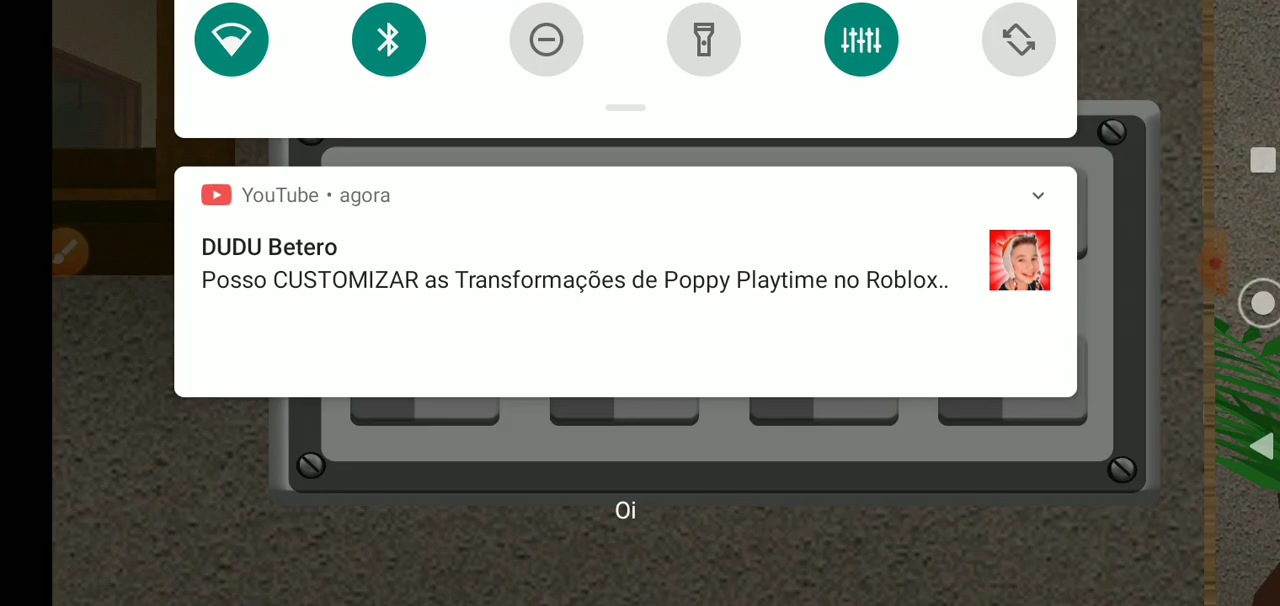 YouTube • agora
DUDU Betero
Posso CUSTOMIZAR as Transformações de Poppy Playtime no Roblox..
Oi